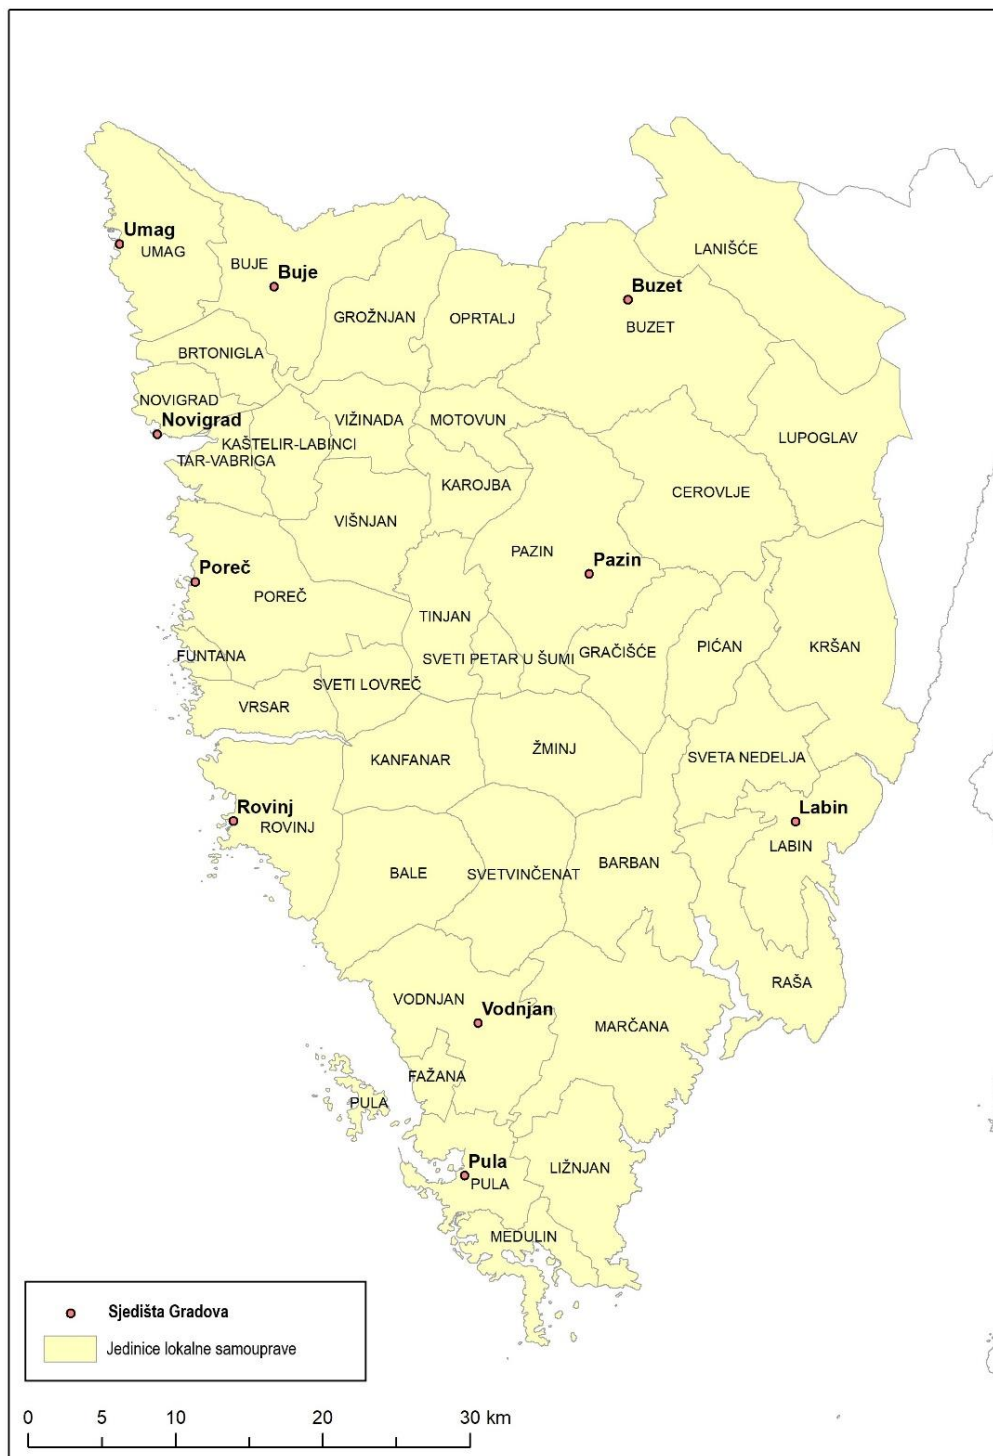 Umag
UMAG
BUJE
Buje
GROŽNJAN
OPRTALJ
Buzet
BUZET
LANIŠĆE
BRTONIGLA
NOVIGRAD
Novigrad
KAŠTELIR-LABINCI
TAR-VABRIGA
VIŽINADA
MOTOVUN
KAROJBA
VIŠNJAN
LUPOGLAV
CEROVLJE
PAZIN
Pazin
Poreč
POREČ
TINJAN
FUNTANA
SVETI LOVREČ
SVETI PETAR U ŠUMI
GRAČIŠĆE
PIĆAN
KRŠAN
VRSAR
KANFANAR
ŽMINJ
SVETA NEDELJA
Rovinj
ROVINJ
Labin
LABIN
BALE
SVETVINČENAT
BARBAN
RAŠA
VODNJAN
Vodnjan
MARČANA
FAŽANA
PULA
Pula
PULA
LIŽNJAN
MEDULIN
Sjedišta Gradova
Jedinice lokalne samouprave
0 5 10 20 30 km